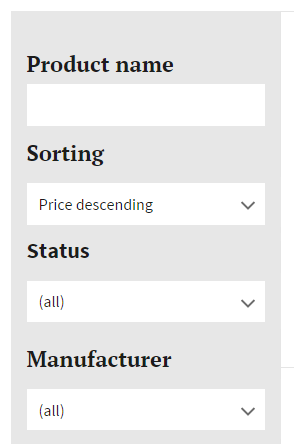 Product name
Sorting
Price descending
Status
(all)
Manufacturer
(all)